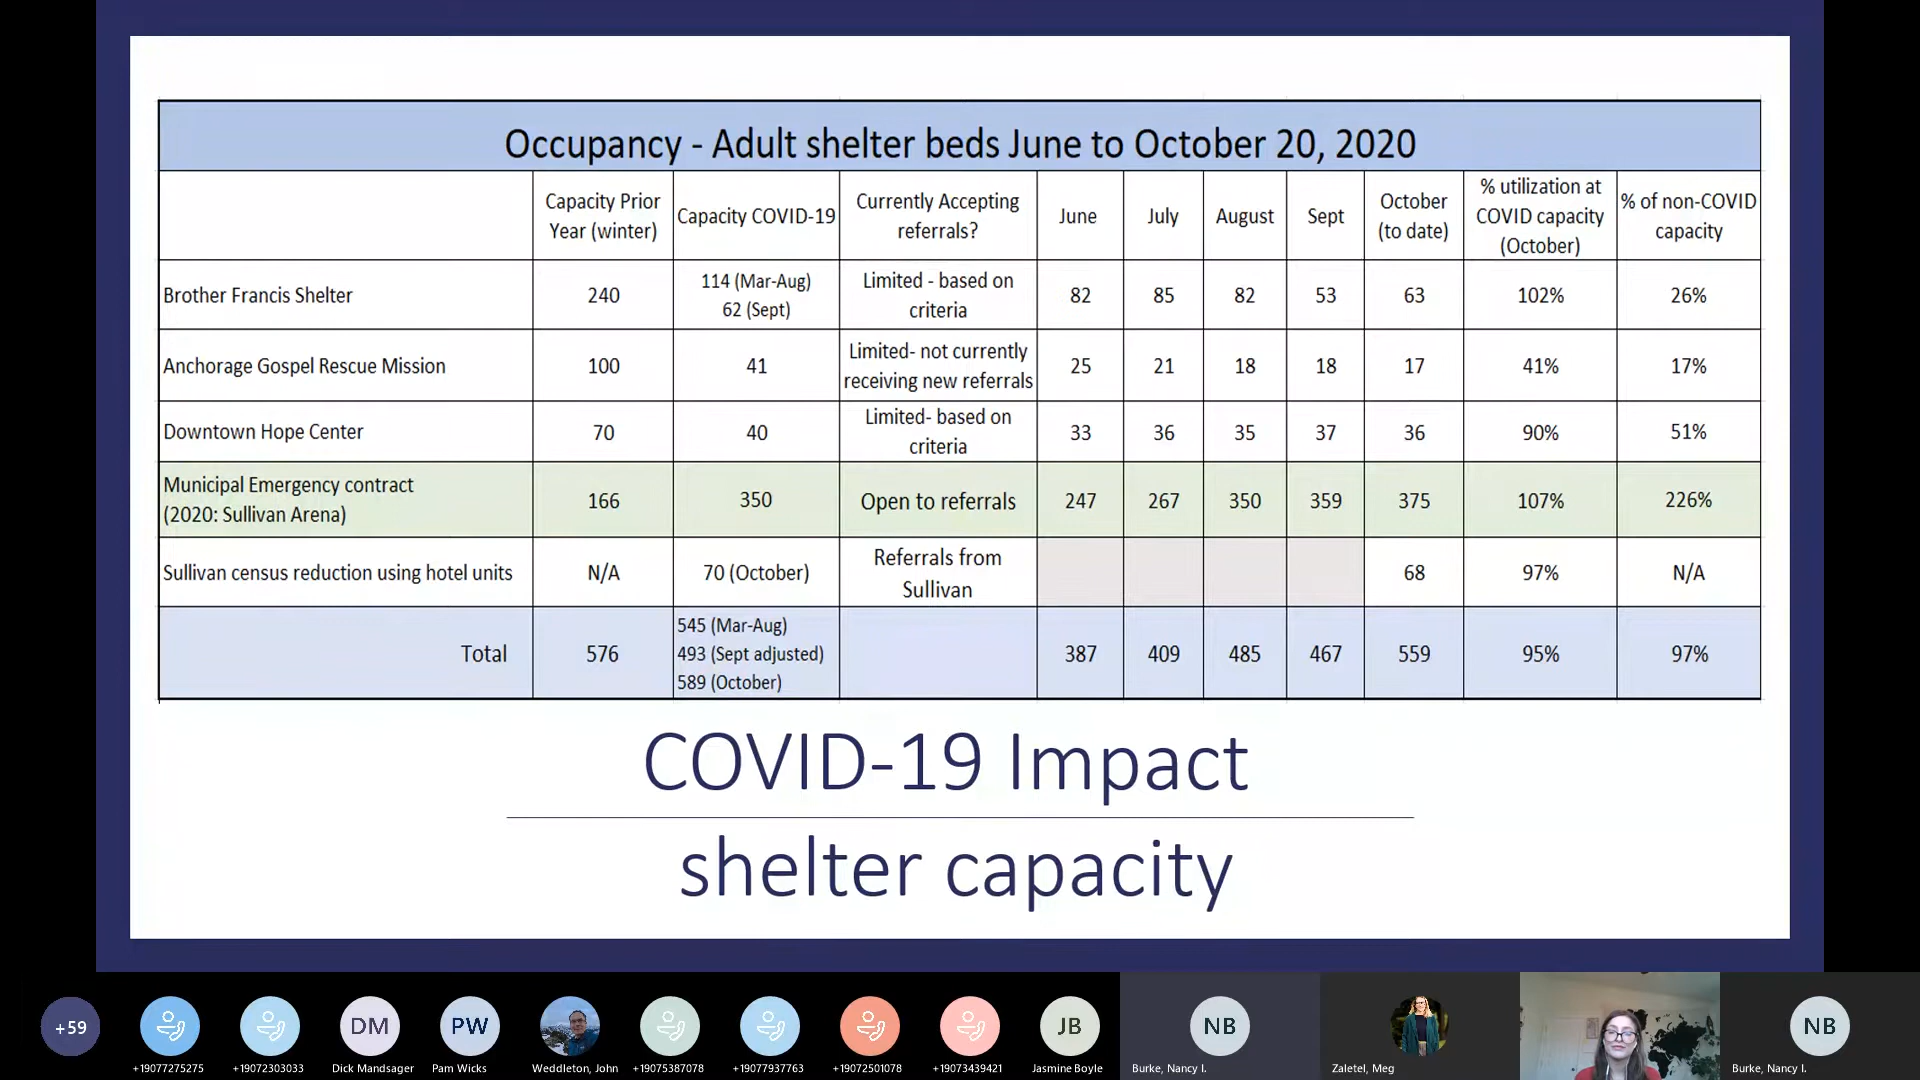 Occupancy - Adult shelter beds June to October 20, 2020
Capacity Prior
Year (winter)
Capacity COVID-19
Currently Accepting
referrals?
June
July
August
Sept
October
(to date)
% utilization at
COVID capacity
(October)
% of non-COVID
capacity
Brother Francis Shelter
240
114 (Mar-Aug)
62 (Sept)
Limited - based on
criteria
82
85
82
53
63
102%
26%
Anchorage Gospel Rescue Mission
100
41
Limited- not currently
receiving new referrals
25
21
18
18
17
41%
17%
Downtown Hope Center
70
40
Limited- based on
criteria
33
36
35
37
36
90%
51%
Municipal Emergency contract
(2020: Sullivan Arena)
166
350
Open to referrals
247
267
350
359
375
107%
226%
Sullivan census reduction using hotel units
N/A
70 (October)
Referrals from
Sullivan
68
97%
N/A
Total
576
545 (Mar-Aug)
493 (Sept adjusted)
589 (October)
387
409
485
467
559
95%
97%
COVID-19 Impact
shelter capacity
+59
DM
PW
JB
NB
NB
+19077275275
+19072303033
Dick Mandsager
Pam Wicks
Weddleton, John
+19075387078
+19077937763
+19072501078
+19073439421
Jasmine Boyle
Burke, Nancy I.
Zaletel, Meg
Burke, Nancy I.